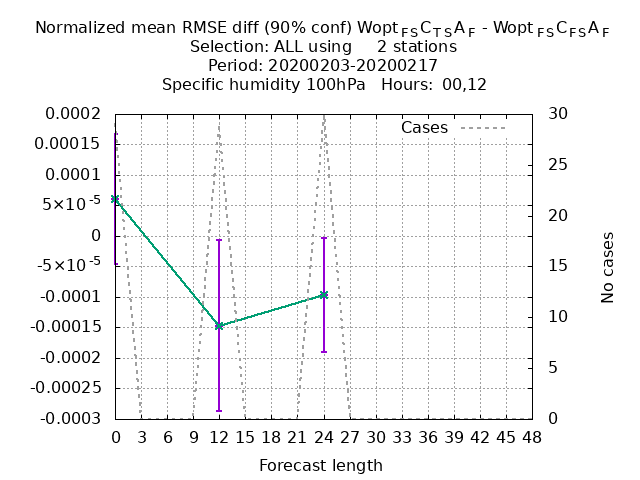 Normalized mean RMSE diff (90% conf) Wopt FS C TS A F - Wopt FS C FS A F
Selection: ALL using 2 stations
Period: 20200203-20200217
Specific humidity 100hPa Hours: 00,12
Cases
0.0002
0.00015
0.0001
5×10-5
0
-5×10-5
-0.0001
-0.00015
-0.0002
-0.00025
-0.0003
30
25
20
15
10
5
0
No cases
0 3 6 9 12 15 18 21 24 27 30 33 36 39 42 45 48
Forecast length